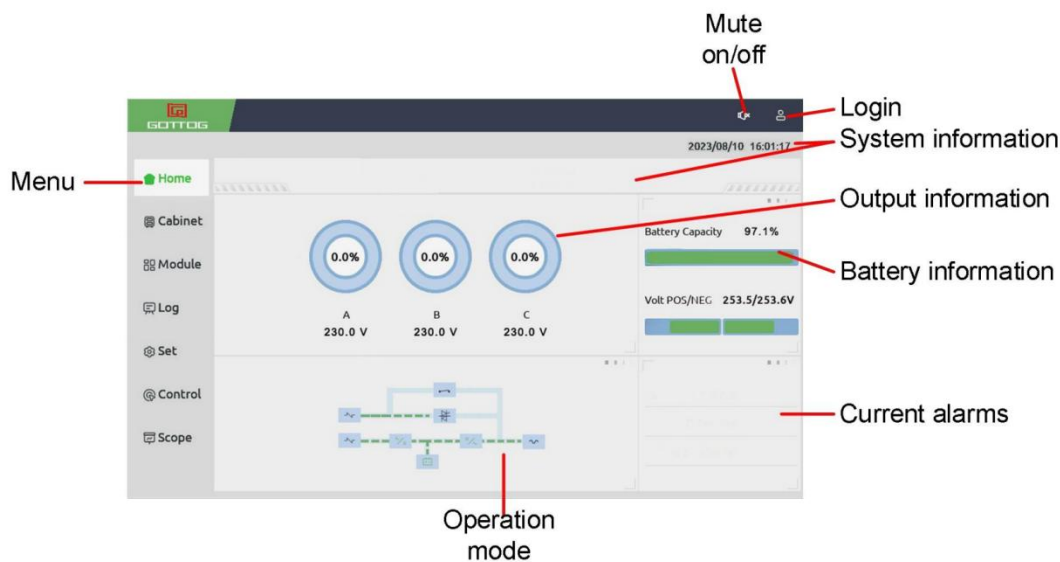 Mute
on/off
GOTTOG
Login
2023/08/10 16:01:17
System information
Menu
Home
Output information
Cabinet
Battery Capacity 97.1%
0.0% 0.0% 0.0%
Module
Battery information
Log
Volt POS/NEG 253.5/253.6V
A B C
230.0 V 230.0 V 230.0 V
Set
Control
Current alarms
Scope
Operation
mode